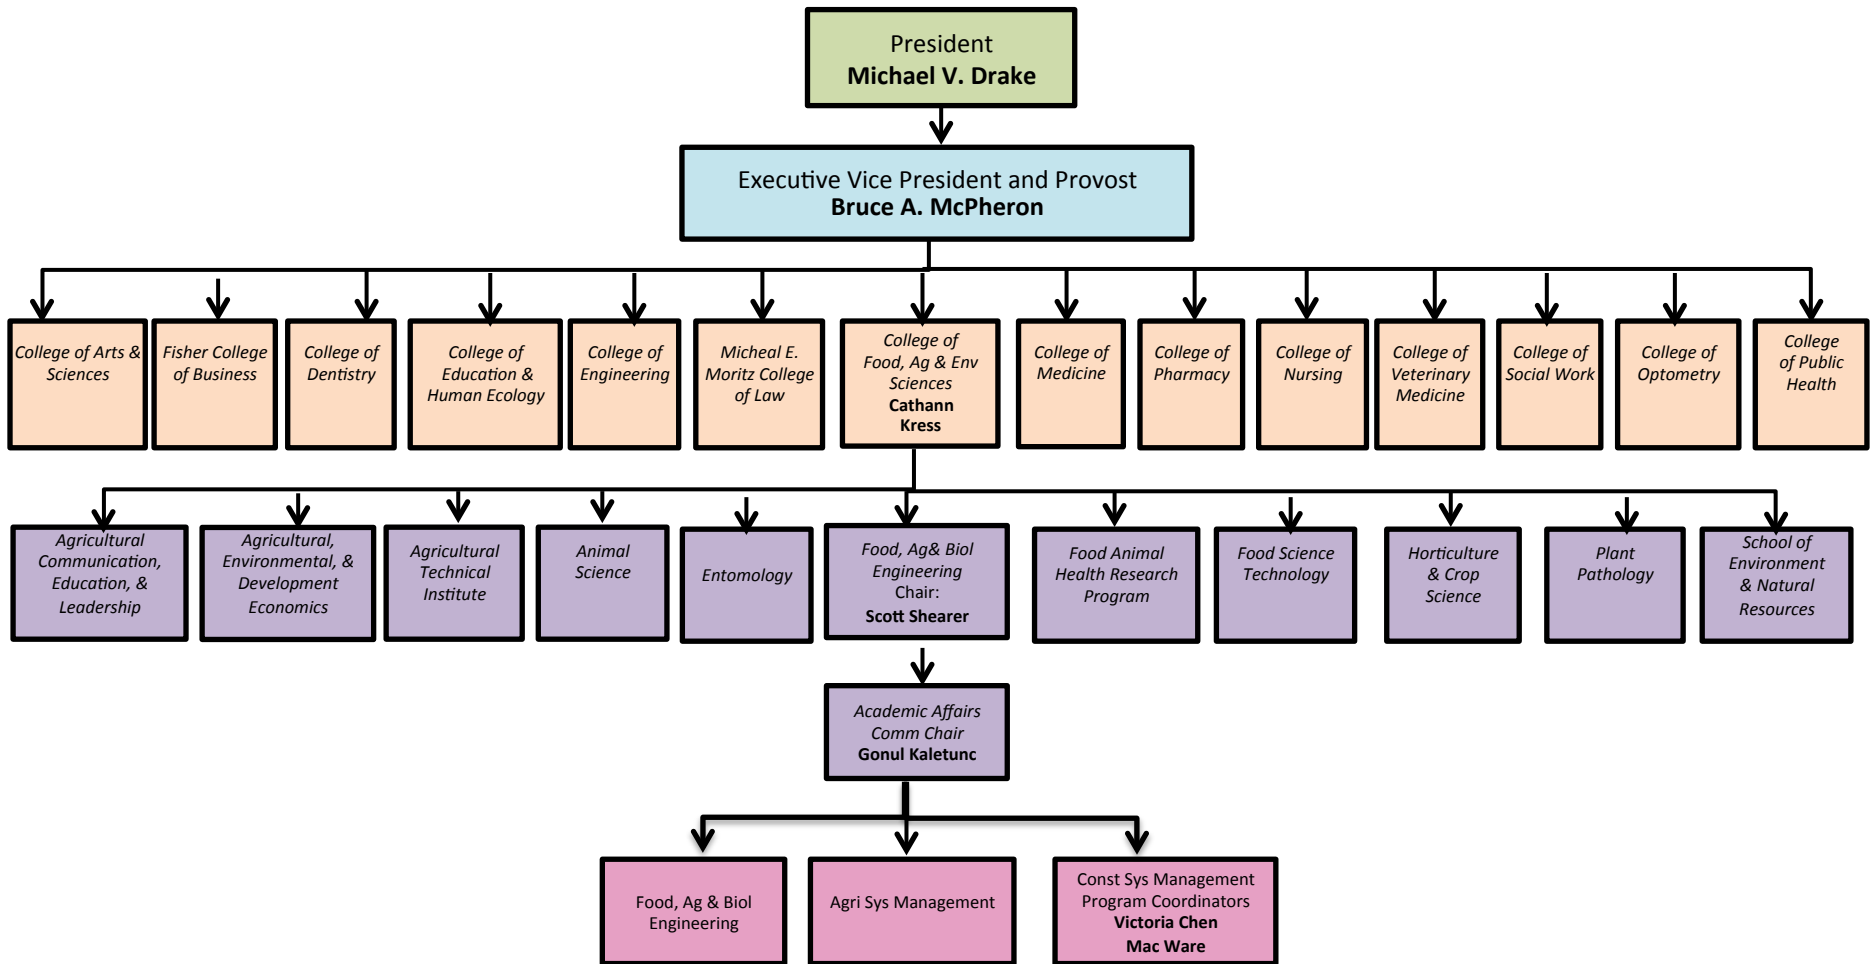 President
Michael V. Drake
Executive Vice President and Provost
Bruce A. McPheron
College of Arts &
Sciences
Fisher College
of Business
College of
Dentistry
College of
Education &
Human Ecology
College of
Engineering
Micheal E.
Moritz College
of Law
College of
Food, Ag & Env
Sciences
Cathann
Kress
College of
Medicine
College of
Pharmacy
College of
Nursing
College of
Veterinary
Medicine
College of
Social Work
College of
Optometry
College
of Public
Health
Agricultural
Communication,
Education, &
Leadership
Agricultural,
Environmental, &
Development
Economics
Agricultural
Technical
Institute
Animal
Science
Entomology
Food, Ag& Biol
Engineering
Chair:
Scott Shearer
Food Animal
Health Research
Program
Food Science
Technology
Horticulture
& Crop
Science
Plant
Pathology
School of
Environment
& Natural
Resources
Academic Affairs
Comm Chair
Gonul Kaletunc
Food, Ag & Biol
Engineering
Agri Sys Management
Const Sys Management
Program Coordinators
Victoria Chen
Mac Ware